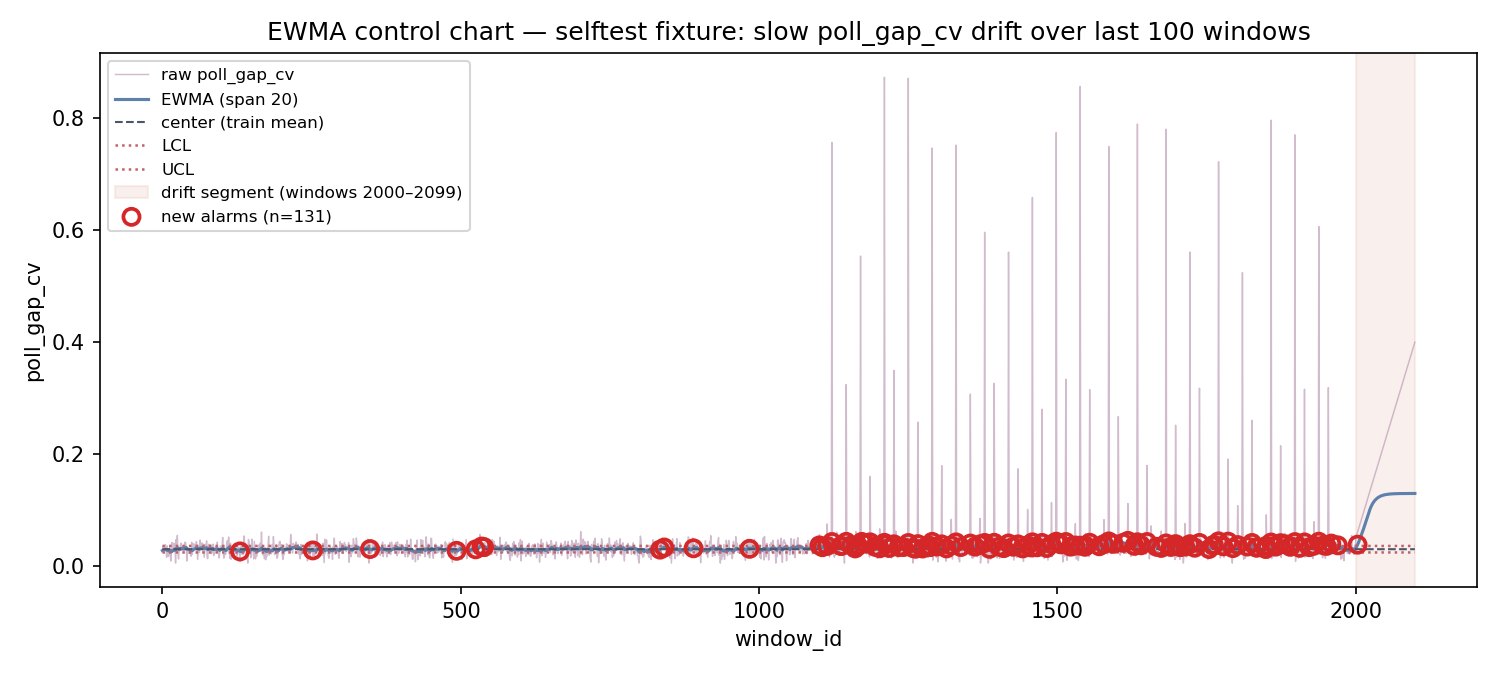 EWMA control chart — selftest fixture: slow poll_gap_cv drift over last 100 windows
raw poll_gap_cv
EWMA (span 20)
center (train mean)
LCL
UCL
drift segment (windows 2000–2099)
new alarms (n=131)
poll_gap_cv
0.8
0.6
0.4
0.2
0.0
0
500
1000
1500
2000
window_id